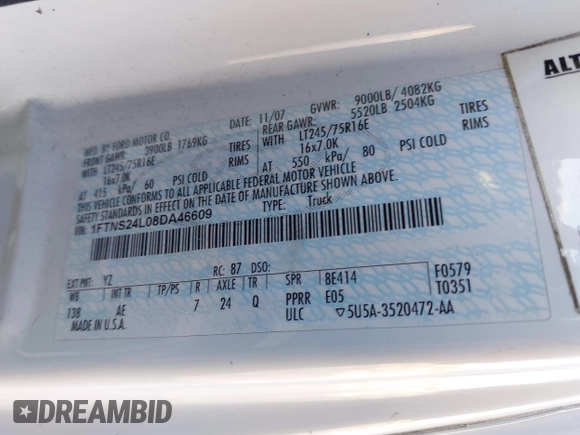 MFD. BY FORD MOTOR CO.
DATE: 11/07 GVWR: 9000LB/ 4082KG
FRONT GAWR: 3900LB 1769KG
REAR GAWR: 5520LB 2504KG
WITH LT245/75R16E TIRES
WITH LT245/75R16E TIRES
16x7.0K RIMS
16x7.0K RIMS
AT 415 kPa/ 60 PSI COLD
AT 550 kPa/ 80 PSI COLD
THIS VEHICLE CONFORMS TO ALL APPLICABLE FEDERAL MOTOR VEHICLE
SAFETY STANDARDS IN EFFECT ON THE DATE OF MANUFACTURE SHOWN ABOVE.
VIN: 1FTNS24L08DA46609
TYPE: Truck
EXT PNT: YZ RC: 87 DSO:
WB INT TR TP/PS R AXLE TR SPR 8E414 F0579
138 AE 7 24 Q PPRR E05 T0351
MADE IN U.S.A. ULC ▽5U5A-3520472-AA
ALT
DREAMBID